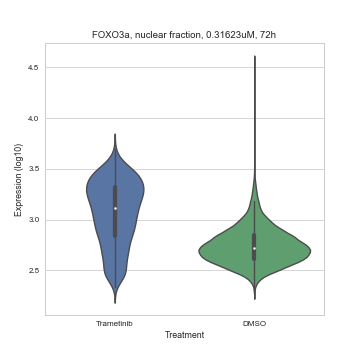 FOXO3a, nuclear fraction, 0.31623uM, 72h
4.5
4.0
3.5
3.0
2.5
Expression (log10)
Trametinib DMSO
Treatment